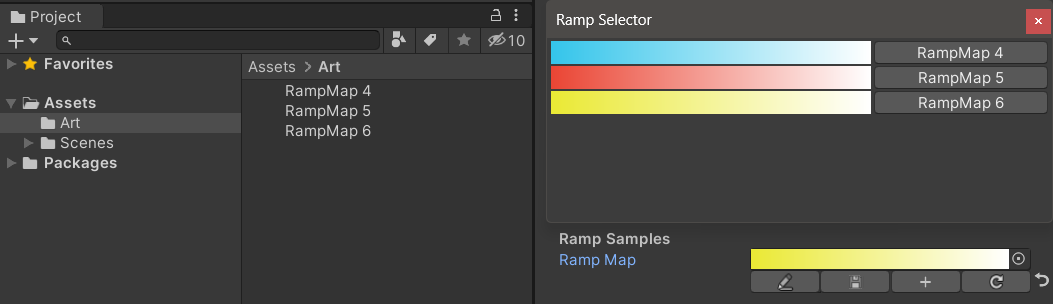 Project
10
Favorites
Assets
Art
Scenes
Packages
Assets > Art
RampMap 4
RampMap 5
RampMap 6
Ramp Selector
RampMap 4
RampMap 5
RampMap 6
Ramp Samples
Ramp Map